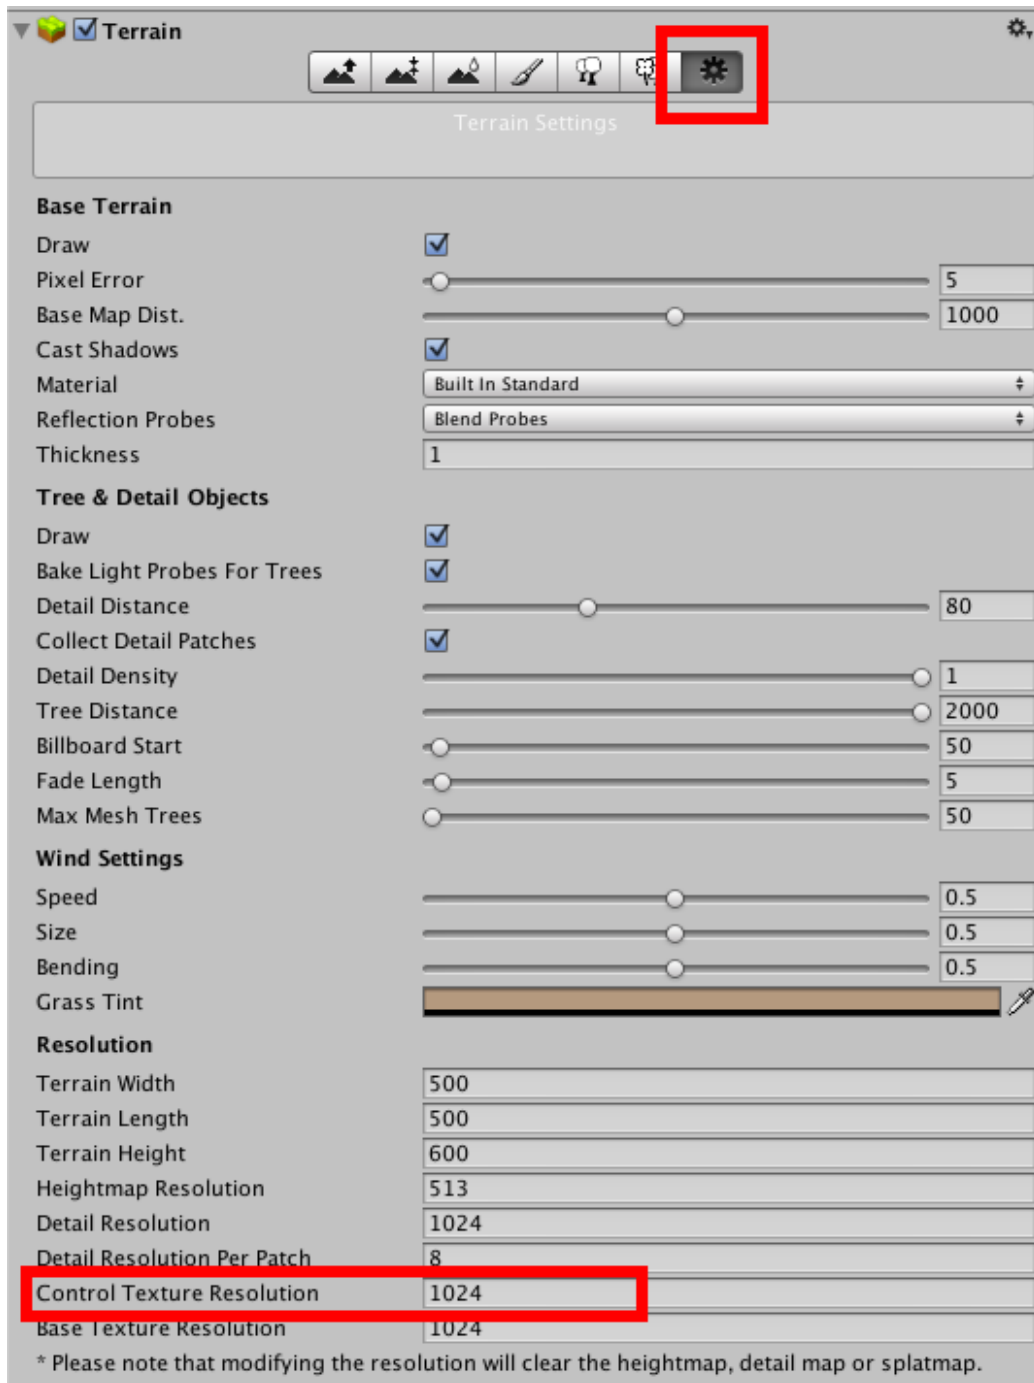 Terrain
Terrain Settings
Base Terrain
Draw
Pixel Error 5
Base Map Dist. 1000
Cast Shadows
Material Built In Standard
Reflection Probes Blend Probes
Thickness 1
Tree & Detail Objects
Draw
Bake Light Probes For Trees
Detail Distance 80
Collect Detail Patches
Detail Density 1
Tree Distance 2000
Billboard Start 50
Fade Length 5
Max Mesh Trees 50
Wind Settings
Speed 0.5
Size 0.5
Bending 0.5
Grass Tint
Resolution
Terrain Width 500
Terrain Length 500
Terrain Height 600
Heightmap Resolution 513
Detail Resolution 1024
Detail Resolution Per Patch 8
Control Texture Resolution 1024
Base Texture Resolution 1024
* Please note that modifying the resolution will clear the heightmap, detail map or splatmap.